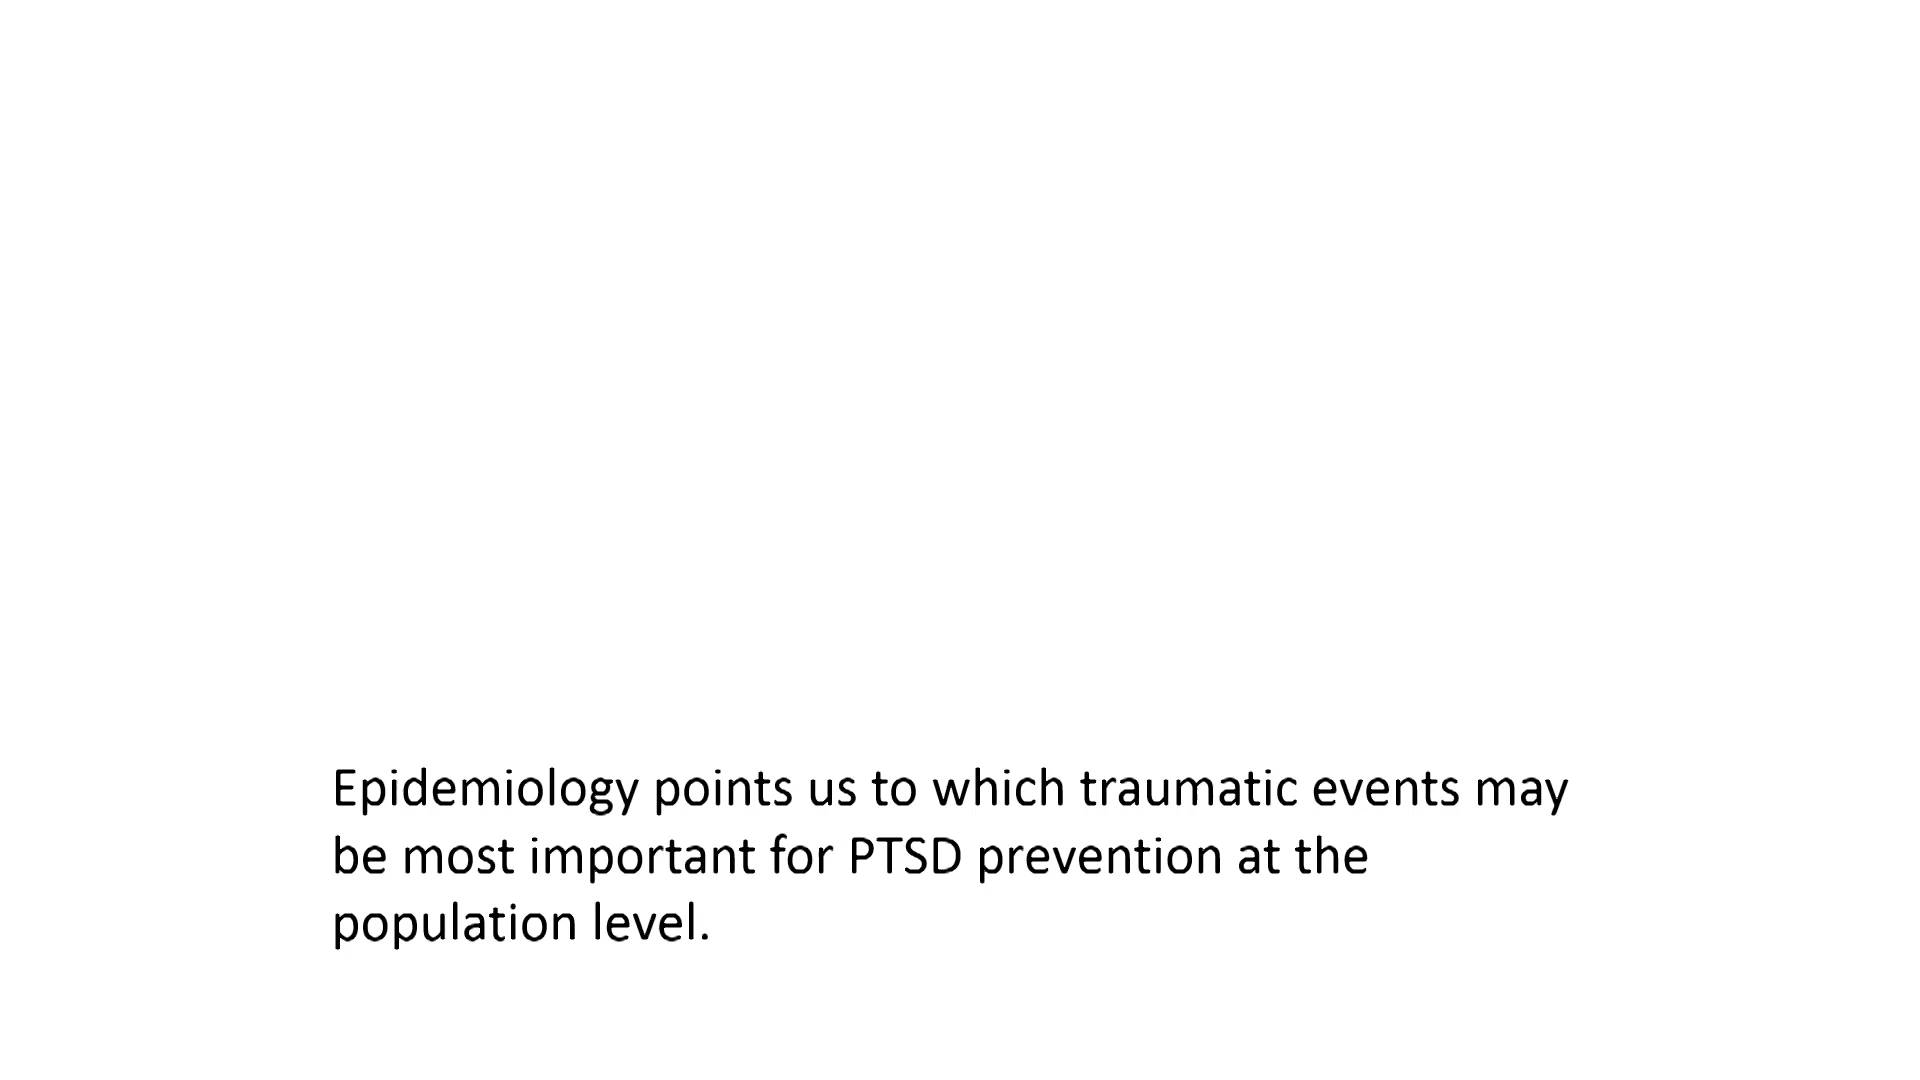 Epidemiology points us to which traumatic events may
be most important for PTSD prevention at the
population level.